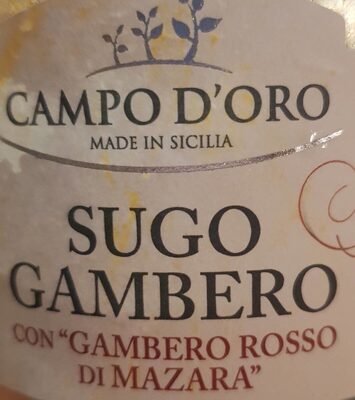 CAMPO D'ORO
MADE IN SICILIA
SUGO
GAMBERO
CON "GAMBERO ROSSO
DI MAZARA"